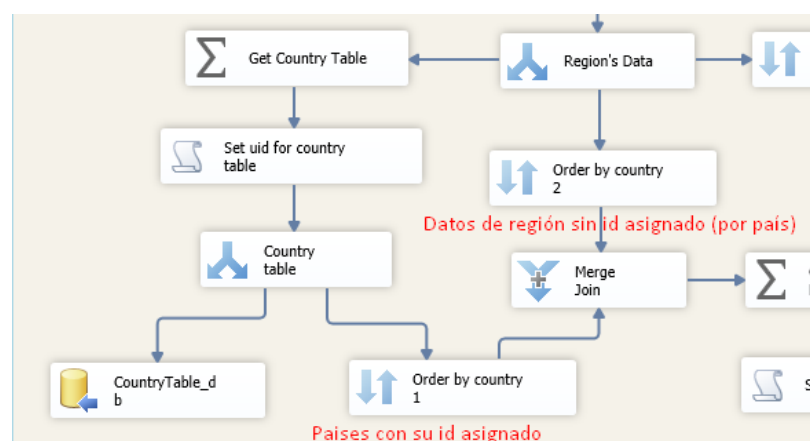 Get Country Table
Region's Data
Set uid for country
table
Order by country
2
Datos de región sin id asignado (por país)
Country
table
Merge
Join
CountryTable_d
b
Order by country
1
Paises con su id asignado